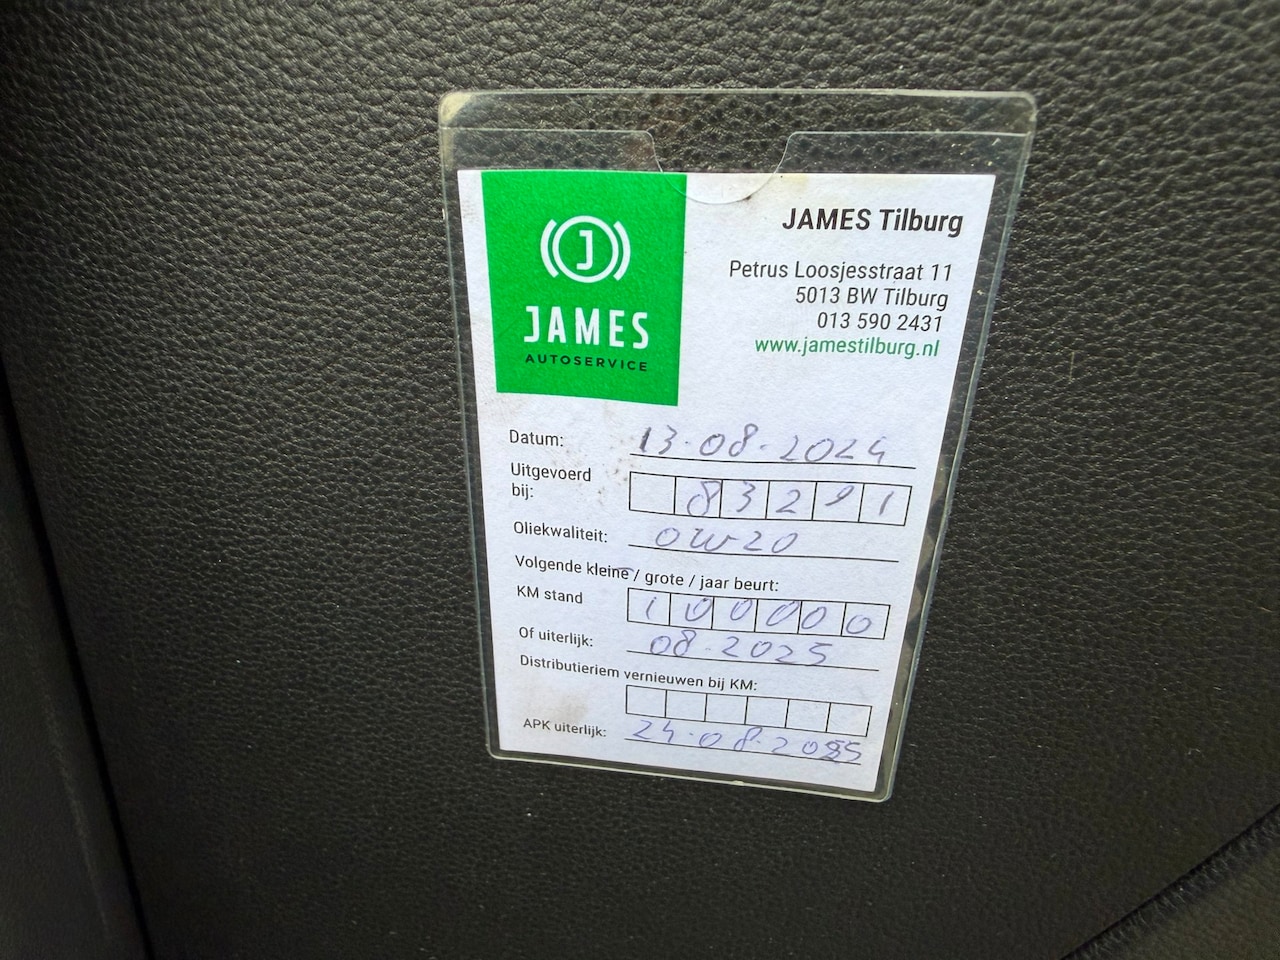 J
JAMES
AUTOSERVICE
JAMES Tilburg
Petrus Loosjesstraat 11
5013 BW Tilburg
013 590 2431
www.jamestilburg.nl
Datum: 13-08-2024
Uitgevoerd
bij: 83291
Oliekwaliteit: 0W20
Volgende kleine / grote / jaar beurt:
KM stand 100000
Of uiterlijk: 08-2025
Distributieriem vernieuwen bij KM:
APK uiterlijk: 24-08-2025